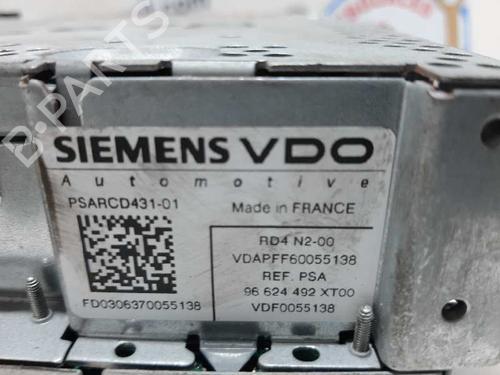 SIEMENS VDO
Automotive
PSARCD431-01
Made in FRANCE
RD4 N2-00
VDAPFF60055138
REF. PSA
96 624 492 XT00
VDF0055138
FD0306370055138
B-PARTS